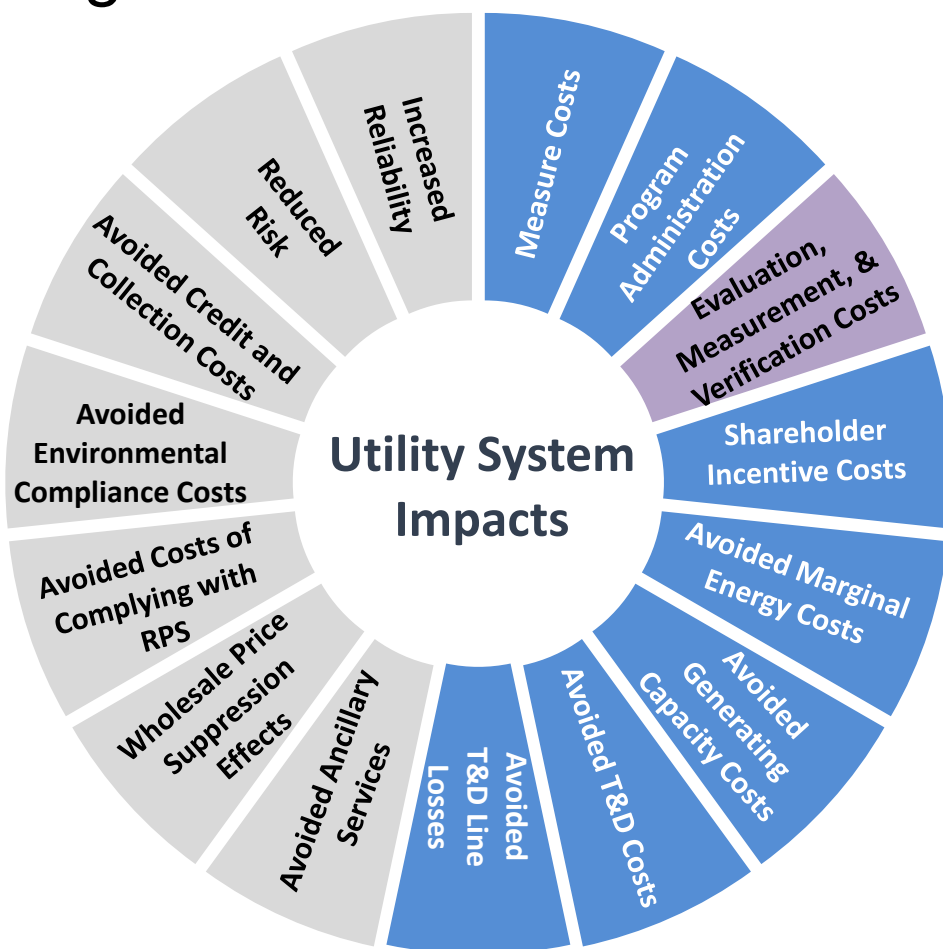 Utility System
Impacts
Measure Costs
Program
Administration
Costs
Evaluation,
Measurement, &
Verification Costs
Shareholder
Incentive Costs
Avoided Marginal
Energy Costs
Avoided
Generating
Capacity Costs
Avoided T&D Costs
Avoided
T&D Line
Losses
Avoided Ancillary
Services
Wholesale Price
Suppression
Effects
Avoided Costs of
Complying with
RPS
Avoided
Environmental
Compliance Costs
Avoided Credit and
Collection Costs
Reduced
Risk
Increased
Reliability